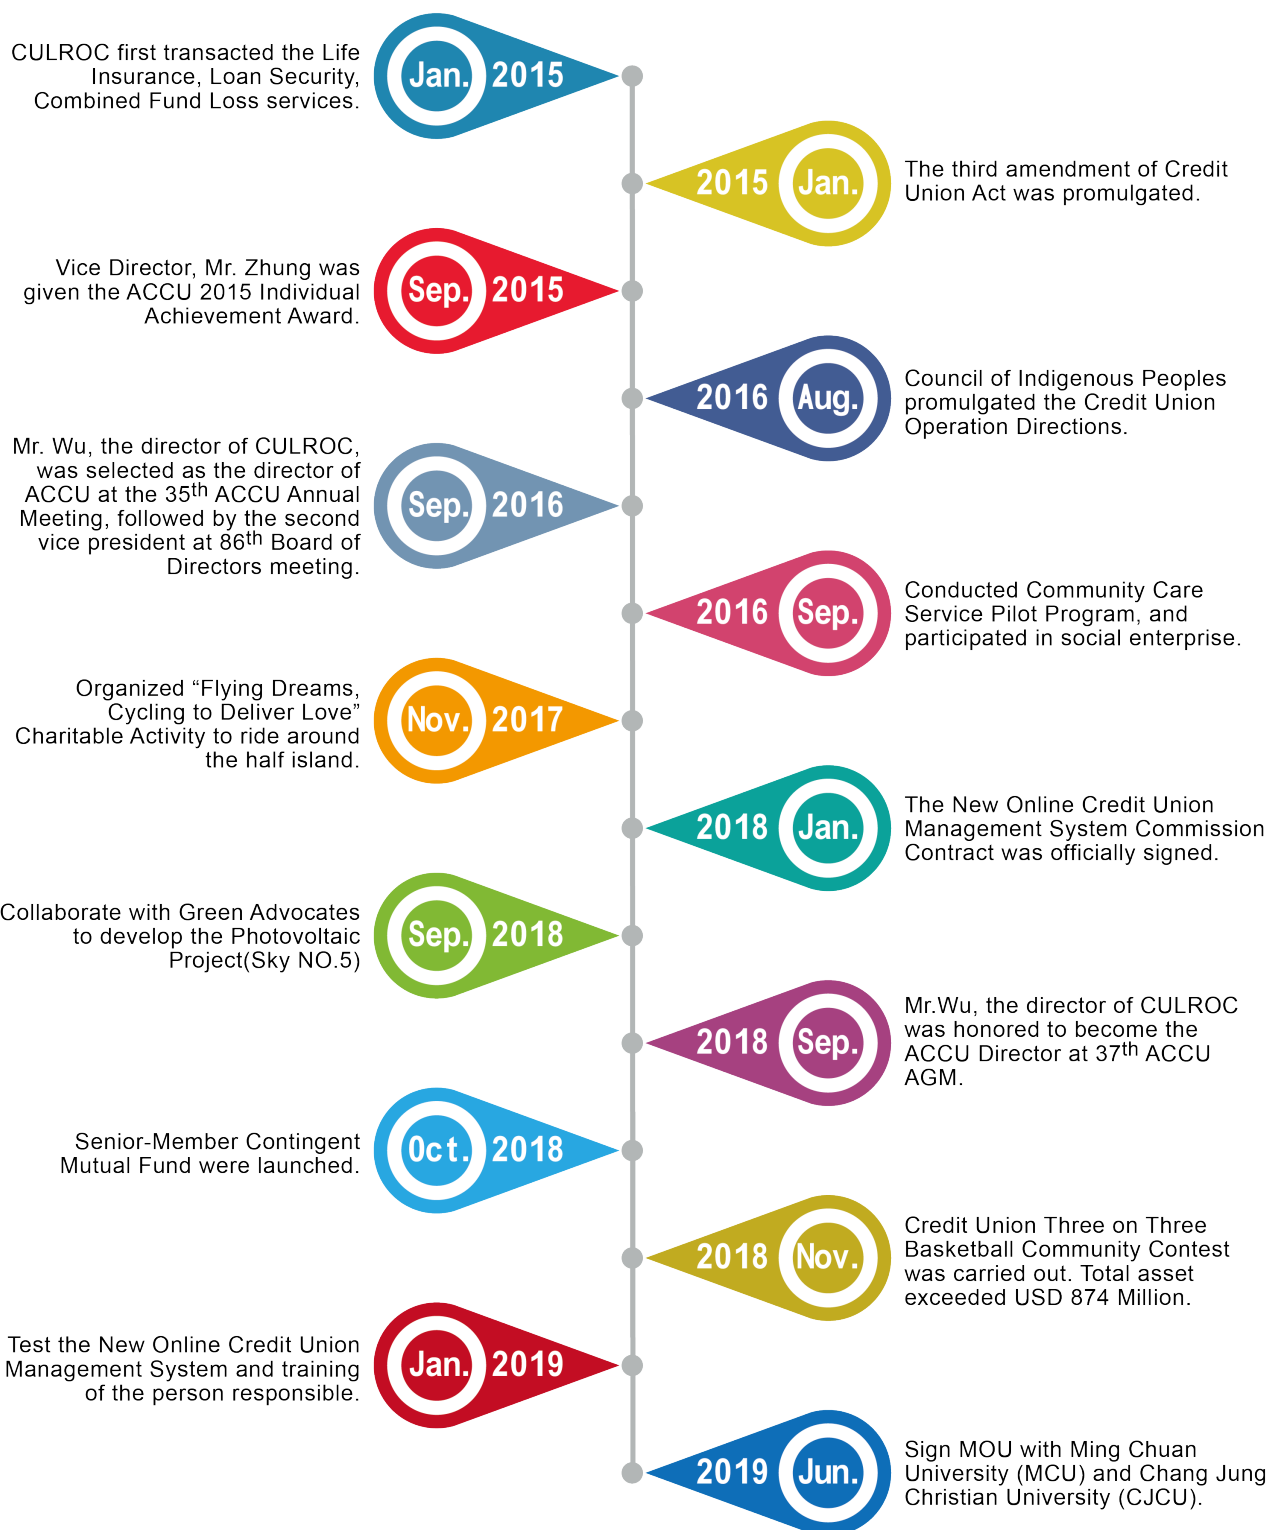 CULROC first transacted the Life
Insurance, Loan Security,
Combined Fund Loss services.
Jan. 2015
2015 Jan.
The third amendment of Credit
Union Act was promulgated.
Vice Director, Mr. Zhung was
given the ACCU 2015 Individual
Achievement Award.
Sep. 2015
2016 Aug.
Council of Indigenous Peoples
promulgated the Credit Union
Operation Directions.
Mr. Wu, the director of CULROC,
was selected as the director of
ACCU at the 35th ACCU Annual
Meeting, followed by the second
vice president at 86th Board of
Directors meeting.
Sep. 2016
2016 Sep.
Conducted Community Care
Service Pilot Program, and
participated in social enterprise.
Organized “Flying Dreams,
Cycling to Deliver Love”
Charitable Activity to ride around
the half island.
Nov. 2017
2018 Jan.
The New Online Credit Union
Management System Commission
Contract was officially signed.
Collaborate with Green Advocates
to develop the Photovoltaic
Project(Sky NO.5)
Sep. 2018
2018 Sep.
Mr.Wu, the director of CULROC
was honored to become the
ACCU Director at 37th ACCU
AGM.
Senior-Member Contingent
Mutual Fund were launched.
Oct. 2018
2018 Nov.
Credit Union Three on Three
Basketball Community Contest
was carried out. Total asset
exceeded USD 874 Million.
Test the New Online Credit Union
Management System and training
of the person responsible.
Jan. 2019
2019 Jun.
Sign MOU with Ming Chuan
University (MCU) and Chang Jung
Christian University (CJCU).